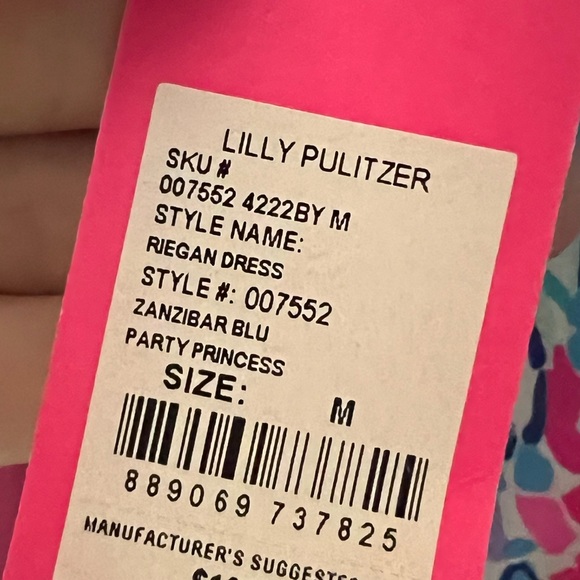 LILLY PULITZER
SKU #
007552 4222BY M
STYLE NAME:
RIEGAN DRESS
STYLE #: 007552
ZANZIBAR BLU
PARTY PRINCESS
SIZE: M
889069 737825
MANUFACTURER'S